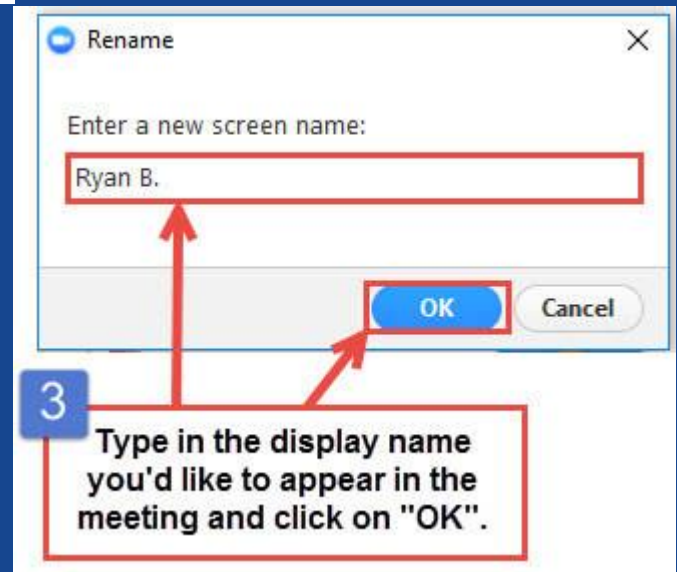 Rename
Enter a new screen name:
Ryan B.
OK Cancel
3
Type in the display name
you'd like to appear in the
meeting and click on "OK".